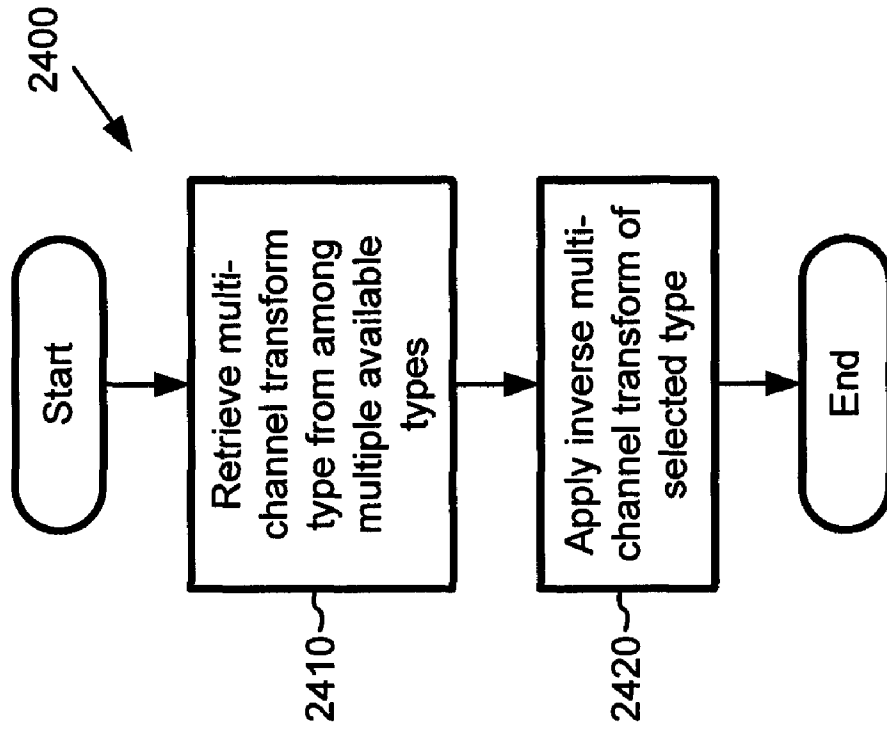 2400
Start
Retrieve multi-
channel transform
type from among
multiple available
types
2410
Apply inverse multi-
channel transform of
selected type
2420
End